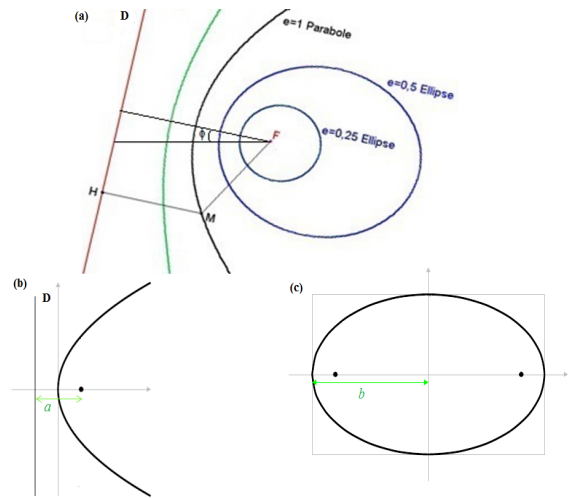 (a) D
e=1 Parabole
e=0,5 Ellipse
ϕ
F
e=0,25 Ellipse
H
M
(b)
D
a
(c)
b